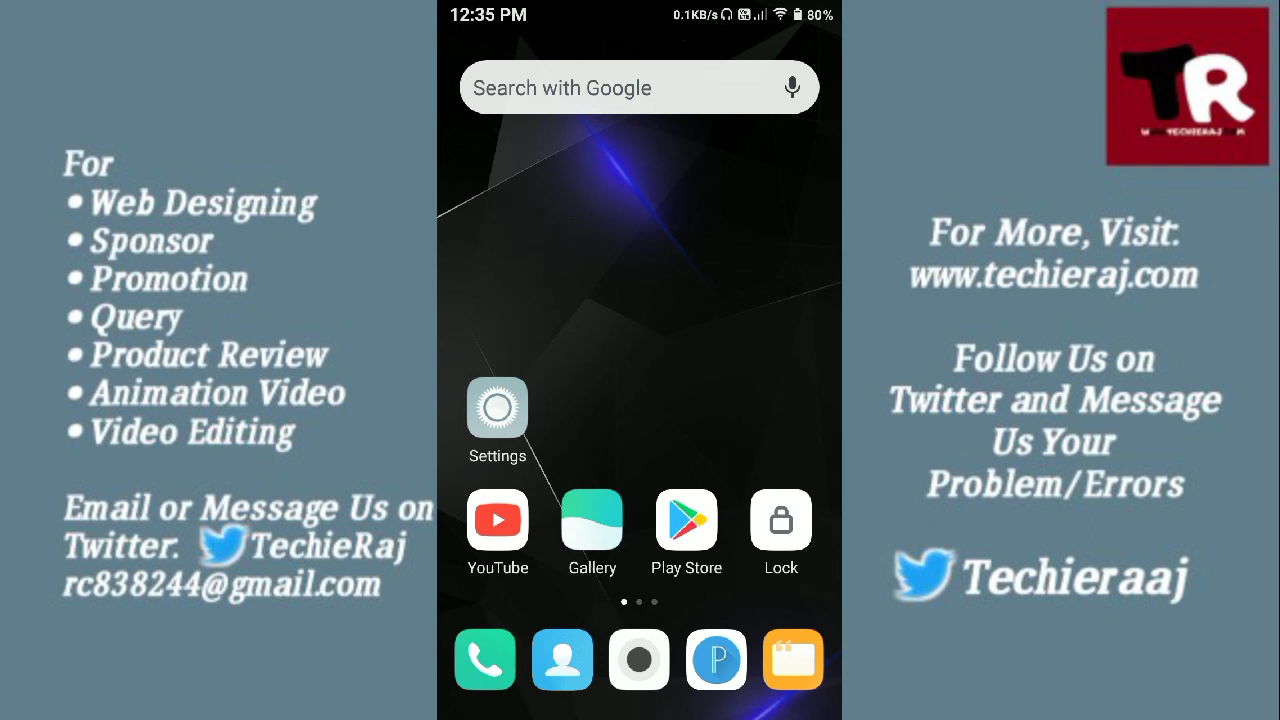 12:35 PM
0.1KB/s
80%
Search with Google
TR
For
• Web Designing
• Sponsor
• Promotion
• Query
• Product Review
• Animation Video
• Video Editing
Email or Message Us on
Twitter. TechieRaj
rc838244@gmail.com
Settings
YouTube
Gallery
Play Store
Lock
P
For More, Visit:
www.techieraj.com
Follow Us on
Twitter and Message
Us Your
Problem/Errors
Techieraaj